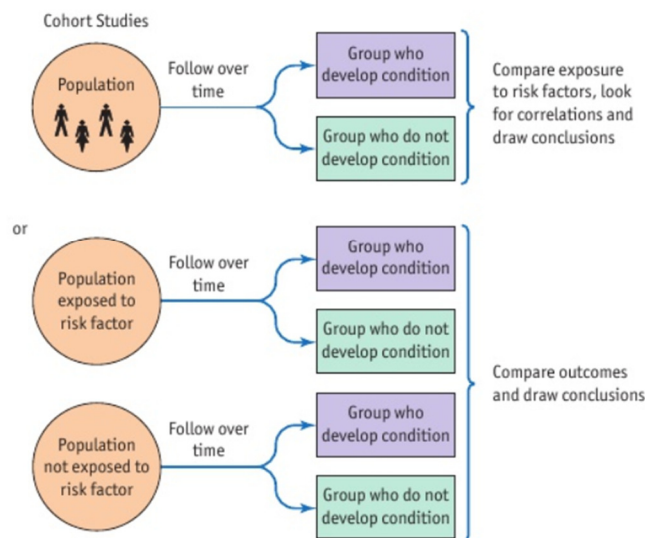 Cohort Studies
Population
Follow over
time
Group who
develop condition
Group who do not
develop condition
Compare exposure
to risk factors, look
for correlations and
draw conclusions
or
Population
exposed to
risk factor
Follow over
time
Group who
develop condition
Group who do not
develop condition
Compare outcomes
and draw conclusions
Population
not exposed to
risk factor
Follow over
time
Group who
develop condition
Group who do not
develop condition